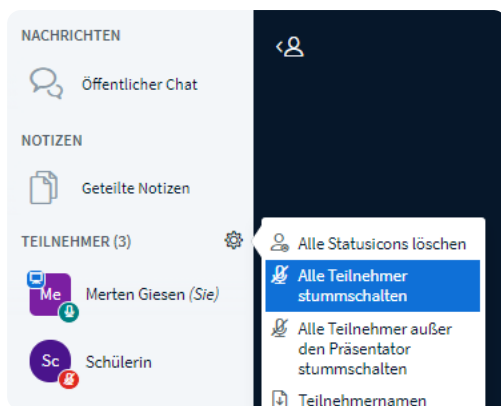 NACHRICHTEN
Öffentlicher Chat
NOTIZEN
Geteilte Notizen
TEILNEHMER (3)
Me
Merten Giesen (Sie)
Sc
Schülerin
Alle Statusicons löschen
Alle Teilnehmer
stummschalten
Alle Teilnehmer außer
den Präsentator
stummschalten
Teilnehmernamen